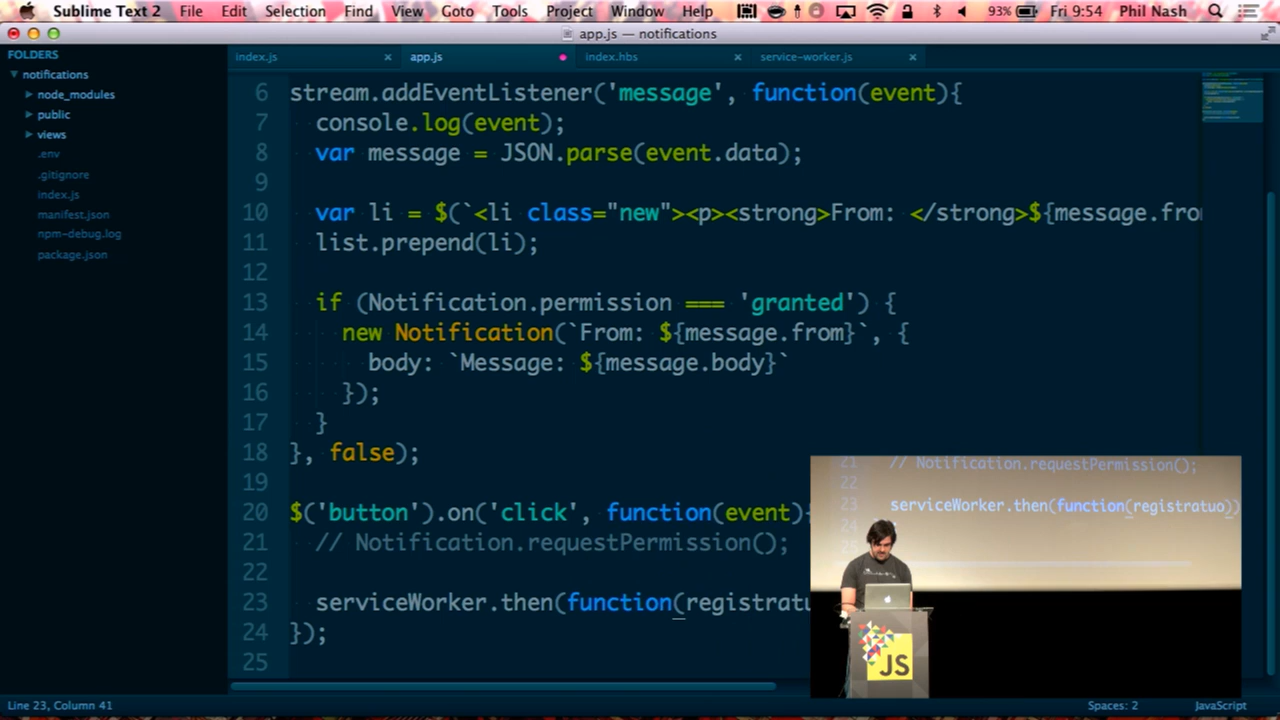 Sublime Text 2 File Edit Selection Find View Goto Tools Project Window Help 93% Fri 9:54 Phil Nash
app.js — notifications
FOLDERS
notifications
node_modules
public
views
.env
.gitignore
index.js
manifest.json
npm-debug.log
package.json
index.js app.js index.hbs service-worker.js
6 stream.addEventListener('message', function(event){
7 console.log(event);
8 var message = JSON.parse(event.data);
9
10 var li = $(`<li class="new"><p><strong>From: </strong>${message.fro
11 list.prepend(li);
12
13 if (Notification.permission === 'granted') {
14 new Notification(`From: ${message.from}`, {
15 body: `Message: ${message.body}`
16 });
17 }
18 }, false);
19
20 $('button').on('click', function(event){
21 // Notification.requestPermission();
22
23 serviceWorker.then(function(registratu
24 });
25
21 // Notification.requestPermission();
22
23 serviceWorker.then(function(registratuo))
24
JS
Line 23, Column 41 Spaces: 2 JavaScript